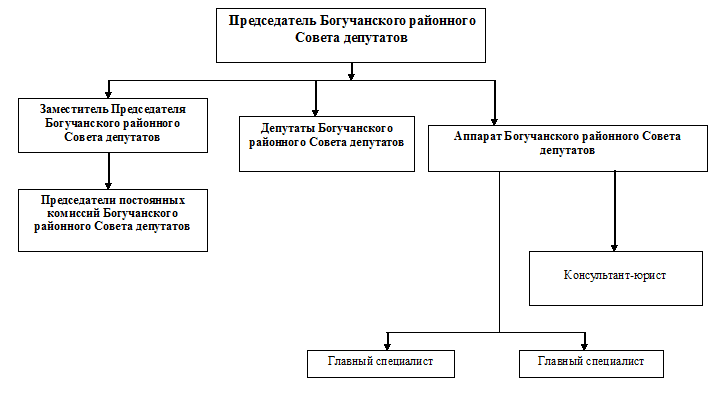 Председатель Богучанского районного
Совета депутатов
Заместитель Председателя
Богучанского районного
Совета депутатов
Депутаты Богучанского
районного Совета депутатов
Аппарат Богучанского районного Совета
депутатов
Председатели постоянных
комиссий Богучанского
районного Совета депутатов
Консультант-юрист
Главный специалист
Главный специалист